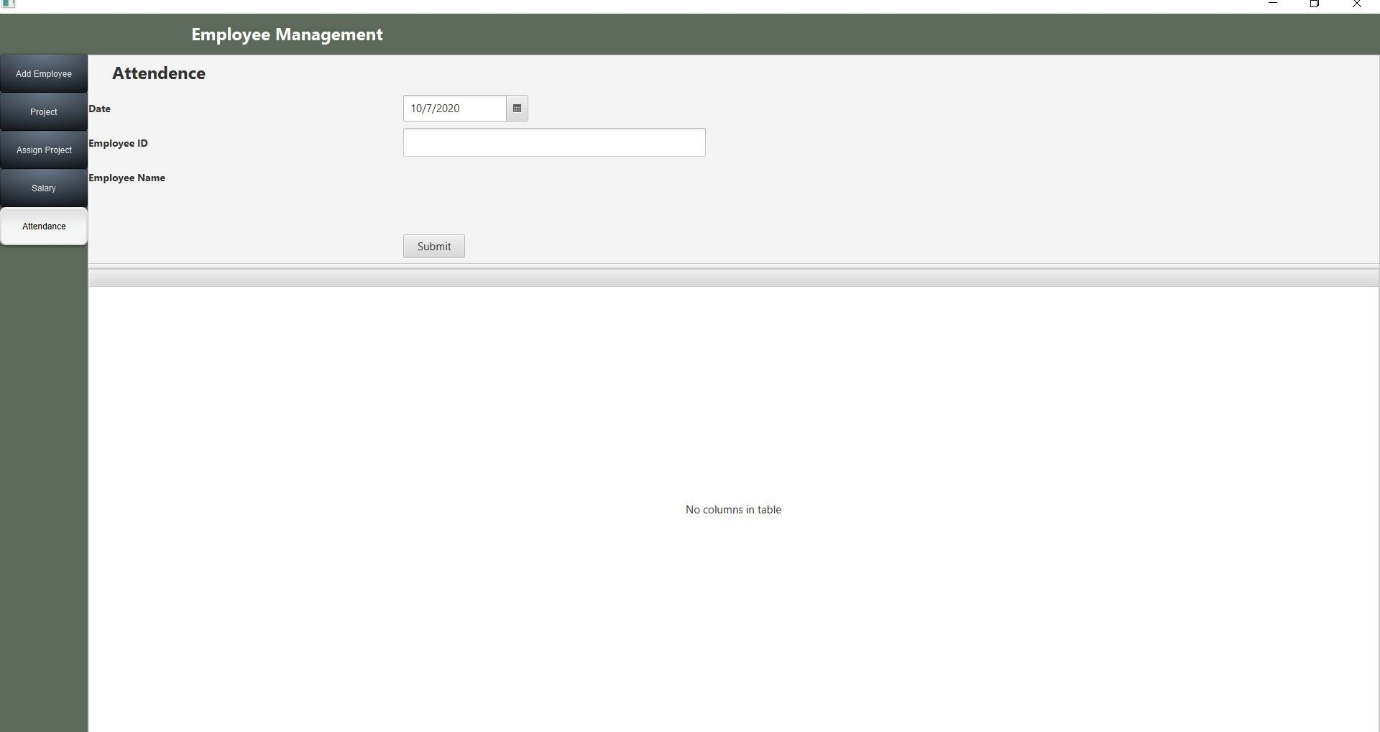 Employee Management
Add Employee
Project
Assign Project
Salary
Attendance
Attendence
Date
10/7/2020
Employee ID
Employee Name
Submit
No columns in table